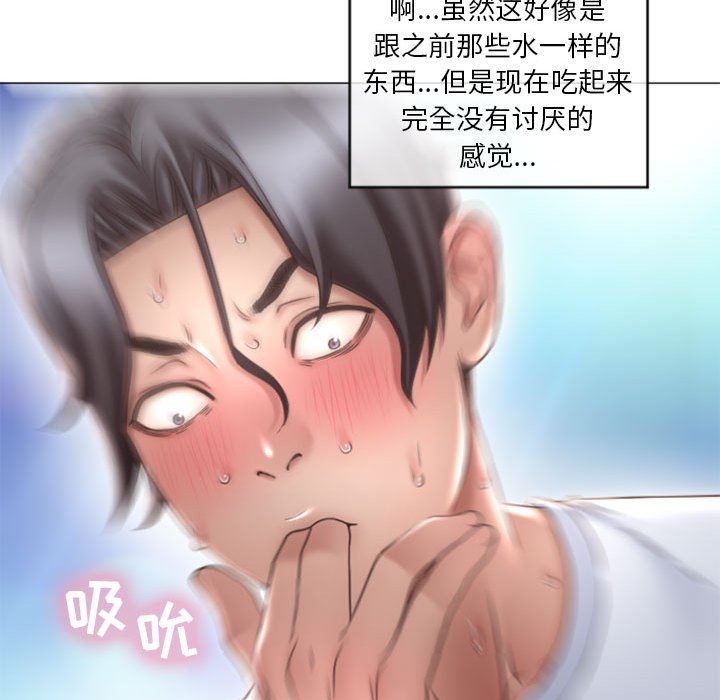 啊...虽然这好像是
跟之前那些水一样的
东西...但是现在吃起来
完全没有讨厌的
感觉...
吸吮